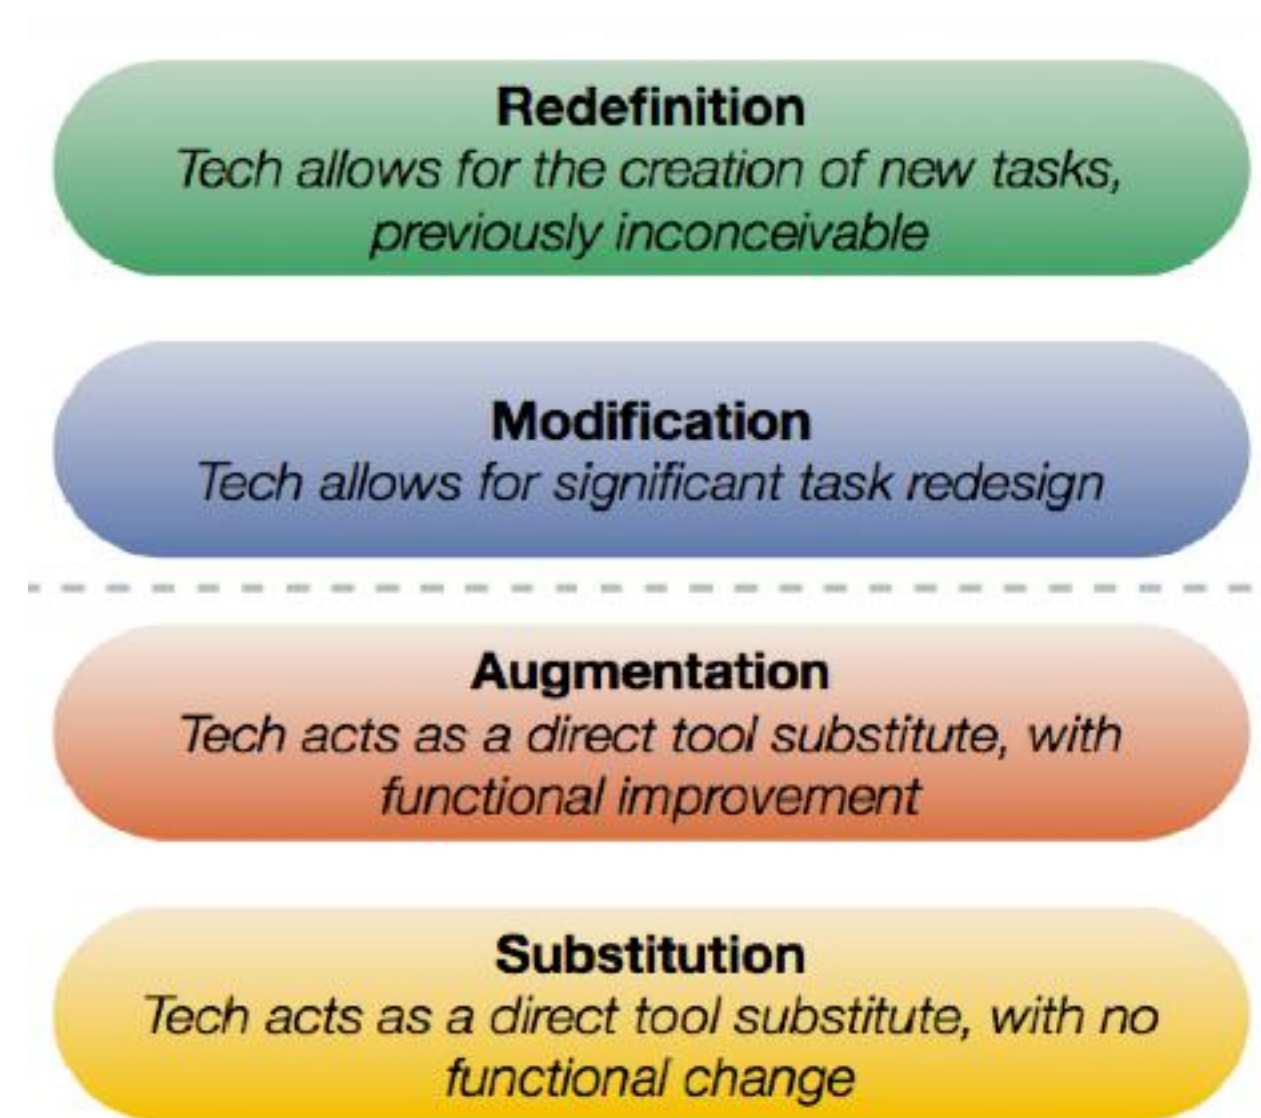 Redefinition
Tech allows for the creation of new tasks,
previously inconceivable
Modification
Tech allows for significant task redesign
Augmentation
Tech acts as a direct tool substitute, with
functional improvement
Substitution
Tech acts as a direct tool substitute, with no
functional change